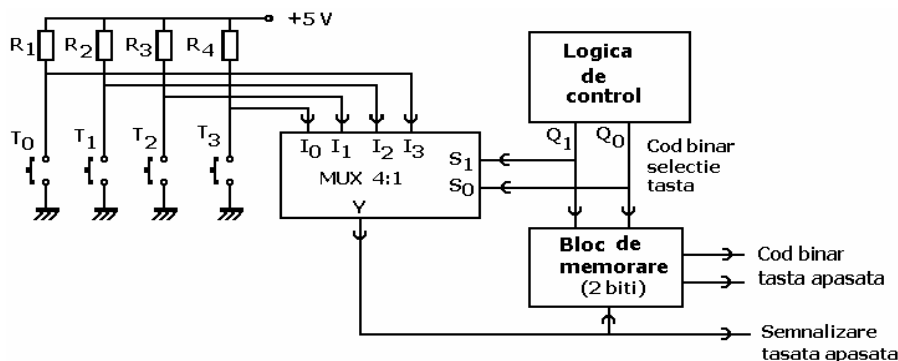 +5 V
R1
R2
R3
R4
T0
T1
T2
T3
I0 I1 I2 I3
MUX 4:1
Y
S1
S0
Logica
de
control
Q1
Q0
Cod binar
selectie
tasta
Bloc de
memorare
(2 biti)
Cod binar
tasta apasata
Semnalizare
tasata apasata